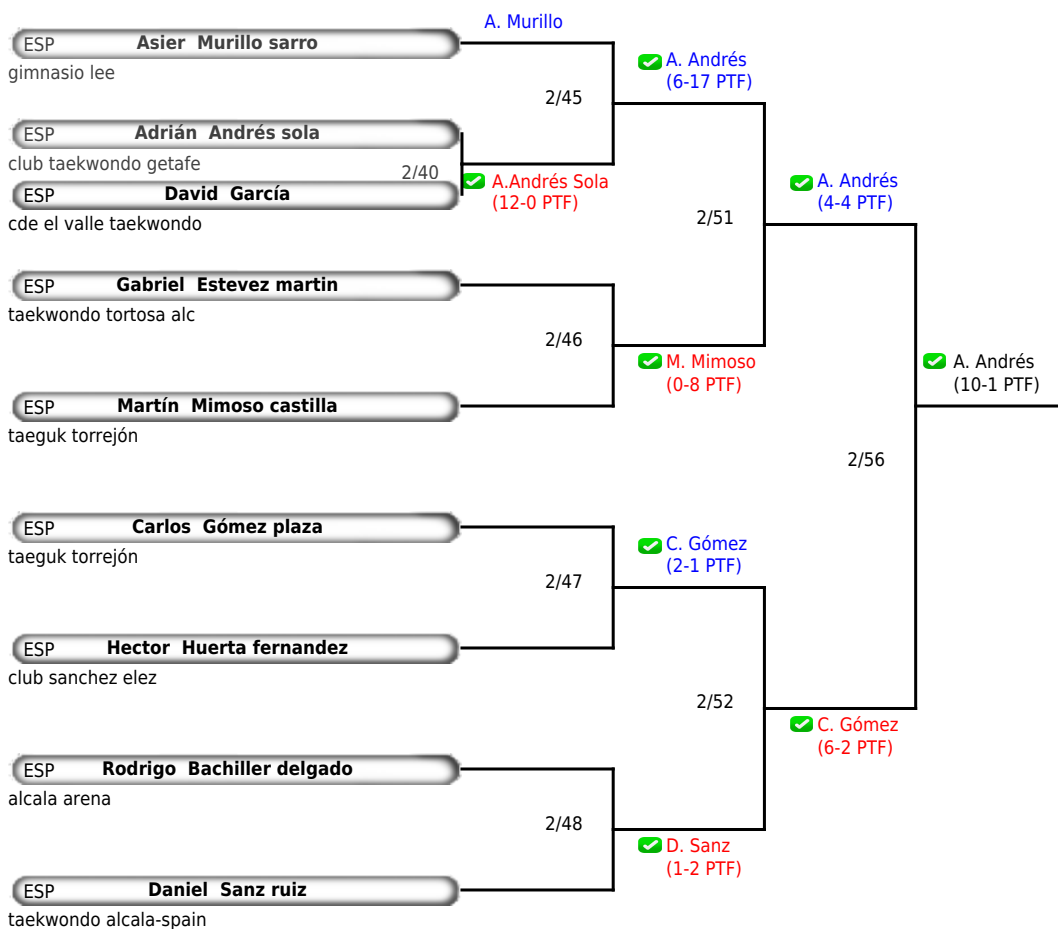 A. Murillo
ESP Asier Murillo sarro
gimnasio lee
A. Andrés
(6-17 PTF)
2/45
ESP Adrián Andrés sola
club taekwondo getafe
2/40
A.Andrés Sola
(12-0 PTF)
ESP David García
cde el valle taekwondo
A. Andrés
(4-4 PTF)
2/51
ESP Gabriel Estevez martin
taekwondo tortosa alc
2/46
M. Mimoso
(0-8 PTF)
A. Andrés
(10-1 PTF)
ESP Martín Mimoso castilla
taeguk torrejón
2/56
ESP Carlos Gómez plaza
taeguk torrejón
C. Gómez
(2-1 PTF)
2/47
ESP Hector Huerta fernandez
club sanchez elez
2/52
C. Gómez
(6-2 PTF)
ESP Rodrigo Bachiller delgado
alcala arena
2/48
D. Sanz
(1-2 PTF)
ESP Daniel Sanz ruiz
taekwondo alcala-spain